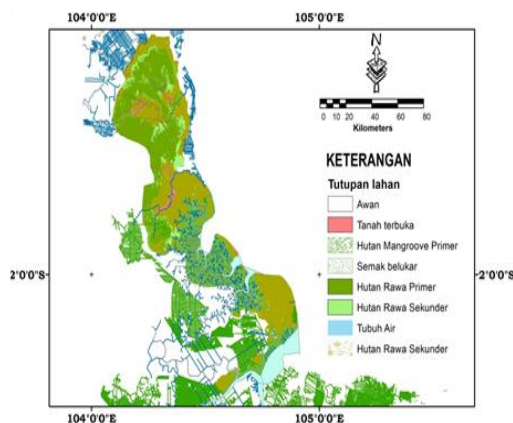 104°0'0"E 105°0'0"E
N
0 10 20 40 60 80
Kilometers
KETERANGAN
Tutupan lahan
Awan
Tanah terbuka
Hutan Mangroove Primer
Semak belukar
Hutan Rawa Primer
Hutan Rawa Sekunder
Tubuh Air
Hutan Rawa Sekunder
2°0'0"S 2°0'0"S
104°0'0"E 105°0'0"E